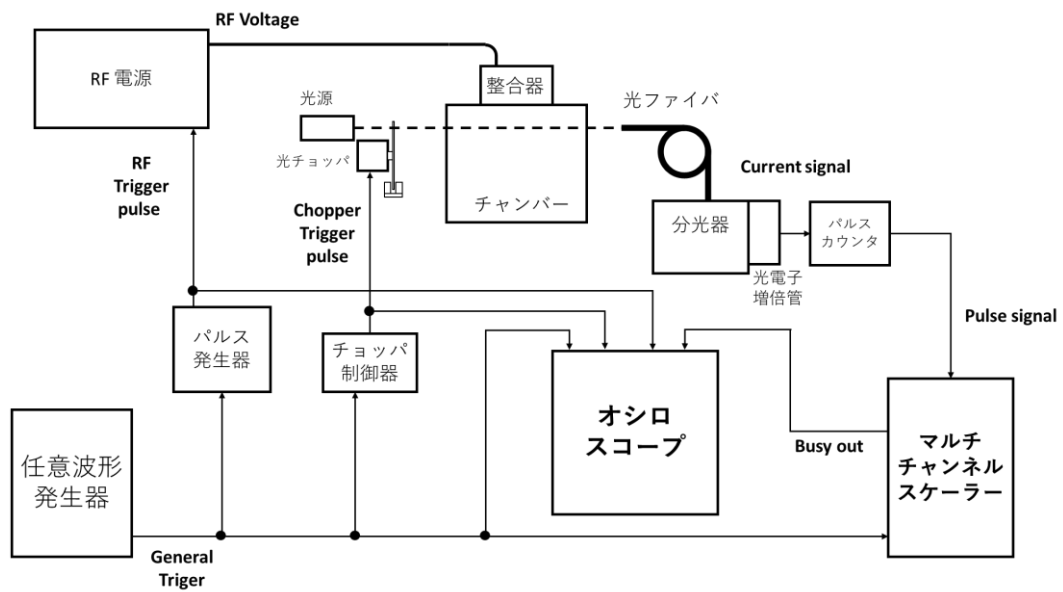 RF Voltage
RF 電源
整合器
光源
光ファイバ
光チョッパ
RF
Trigger
pulse
Chopper
Trigger
pulse
チャンバー
Current signal
分光器
パルス
カウンタ
光電子
増倍管
Pulse signal
パルス
発生器
チョッパ
制御器
オシロ
スコープ
Busy out
マルチ
チャンネル
スケーラー
任意波形
発生器
General
Triger